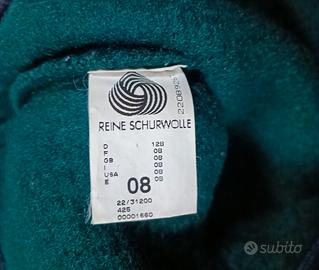 REINE SCHURWOLLE
D 128
F 08
GB 08
I 08
USA 08
E 08
08
22/31200
425
00001660
subito